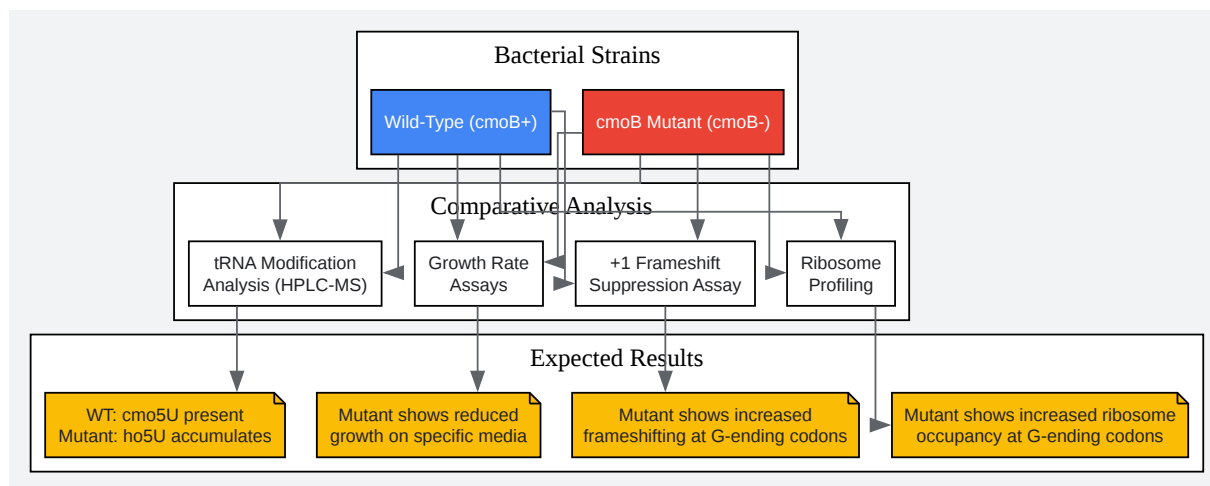 Bacterial Strains
Wild-Type (cmoB+)
cmoB Mutant (cmoB-)
Comparative Analysis
tRNA Modification
Analysis (HPLC-MS)
Growth Rate
Assays
+1 Frameshift
Suppression Assay
Ribosome
Profiling
Expected Results
WT: cmo5U present
Mutant: ho5U accumulates
Mutant shows reduced
growth on specific media
Mutant shows increased
frameshifting at G-ending codons
Mutant shows increased ribosome
occupancy at G-ending codons